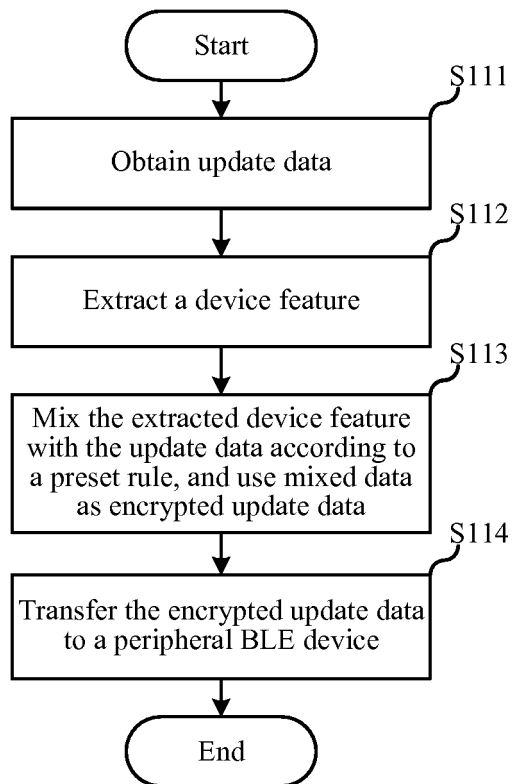 Start
S111
Obtain update data
S112
Extract a device feature
S113
Mix the extracted device feature
with the update data according to
a preset rule, and use mixed data
as encrypted update data
S114
Transfer the encrypted update data
to a peripheral BLE device
End